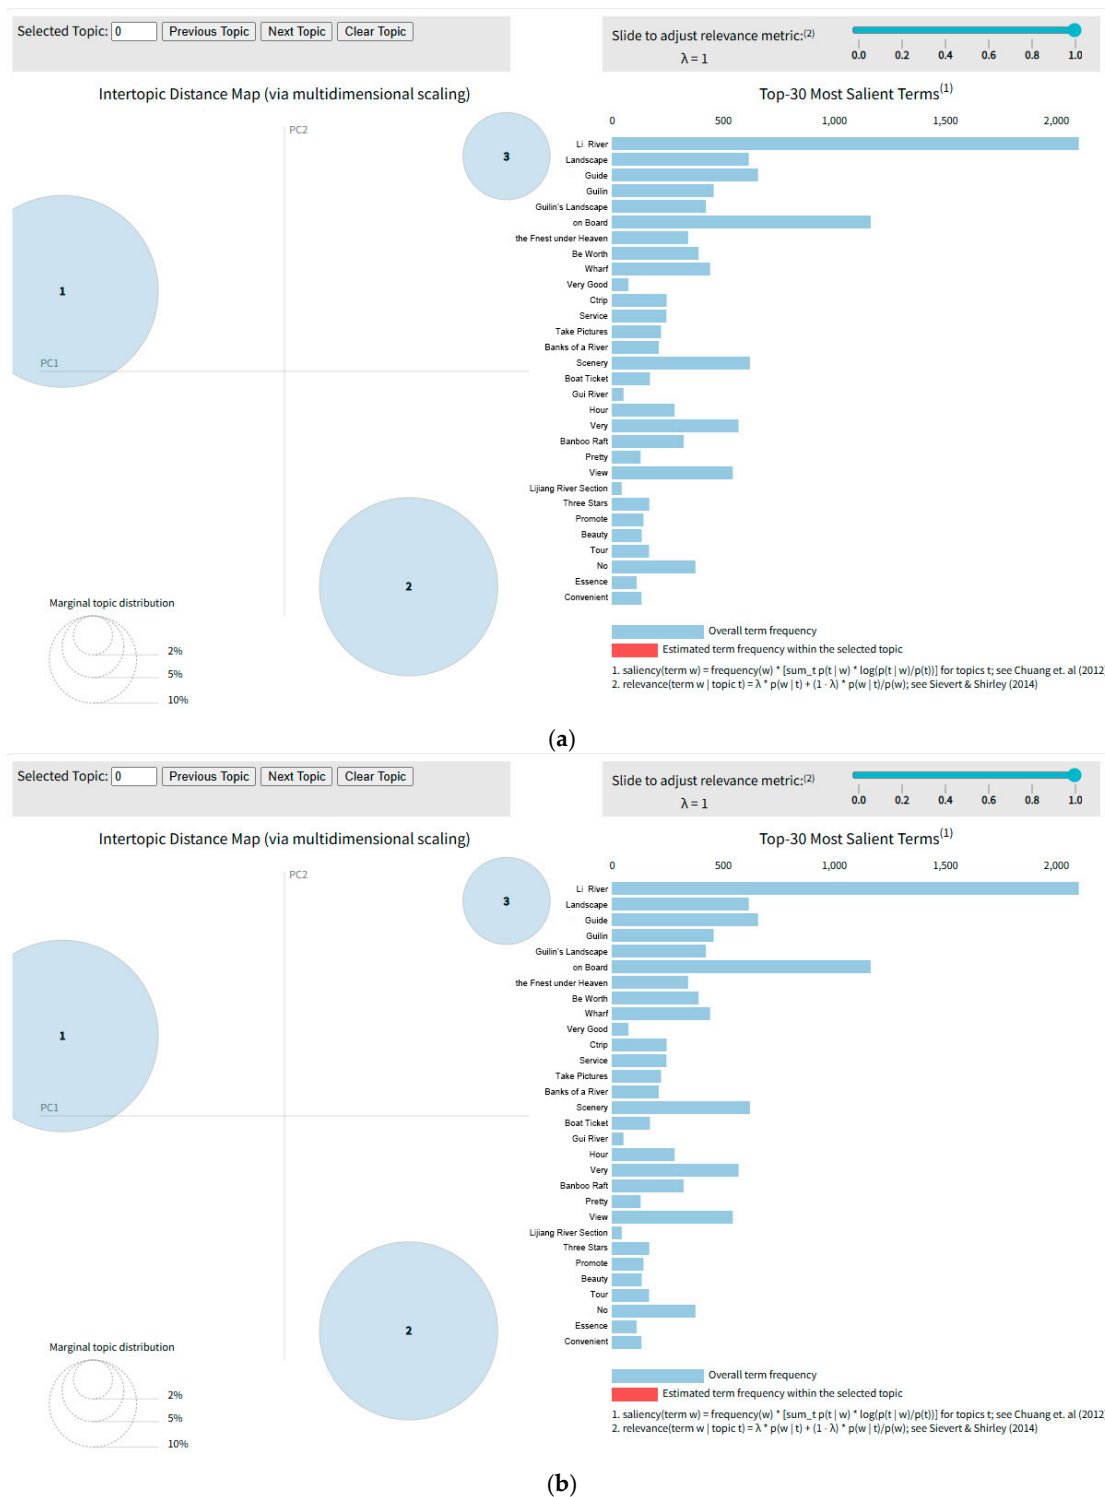 Selected Topic: 0 Previous Topic Next Topic Clear Topic
Slide to adjust relevance metric:(2)
λ = 1
0.0 0.2 0.4 0.6 0.8 1.0
Intertopic Distance Map (via multidimensional scaling)
Top-30 Most Salient Terms(1)
PC2
PC1
1
2
3
0 500 1,000 1,500 2,000
Li River
Landscape
Guide
Guilin
Guilin's Landscape
on Board
the Fnest under Heaven
Be Worth
Wharf
Very Good
Ctrip
Service
Take Pictures
Banks of a River
Scenery
Boat Ticket
Gui River
Hour
Very
Banboo Raft
Pretty
View
Lijiang River Section
Three Stars
Promote
Beauty
Tour
No
Essence
Convenient
Marginal topic distribution
2%
5%
10%
Overall term frequency
Estimated term frequency within the selected topic
1. saliency(term w) = frequency(w) * [sum_t p(t | w) * log(p(t | w)/p(t))] for topics t; see Chuang et. al (2012)
2. relevance(term w | topic t) = λ * p(w | t) + (1 - λ) * p(w | t)/p(w); see Sievert & Shirley (2014)
(a)
Selected Topic: 0 Previous Topic Next Topic Clear Topic
Slide to adjust relevance metric:(2)
λ = 1
0.0 0.2 0.4 0.6 0.8 1.0
Intertopic Distance Map (via multidimensional scaling)
Top-30 Most Salient Terms(1)
PC2
PC1
1
2
3
0 500 1,000 1,500 2,000
Li River
Landscape
Guide
Guilin
Guilin's Landscape
on Board
the Fnest under Heaven
Be Worth
Wharf
Very Good
Ctrip
Service
Take Pictures
Banks of a River
Scenery
Boat Ticket
Gui River
Hour
Very
Banboo Raft
Pretty
View
Lijiang River Section
Three Stars
Promote
Beauty
Tour
No
Essence
Convenient
Marginal topic distribution
2%
5%
10%
Overall term frequency
Estimated term frequency within the selected topic
1. saliency(term w) = frequency(w) * [sum_t p(t | w) * log(p(t | w)/p(t))] for topics t; see Chuang et. al (2012)
2. relevance(term w | topic t) = λ * p(w | t) + (1 - λ) * p(w | t)/p(w); see Sievert & Shirley (2014)
(b)